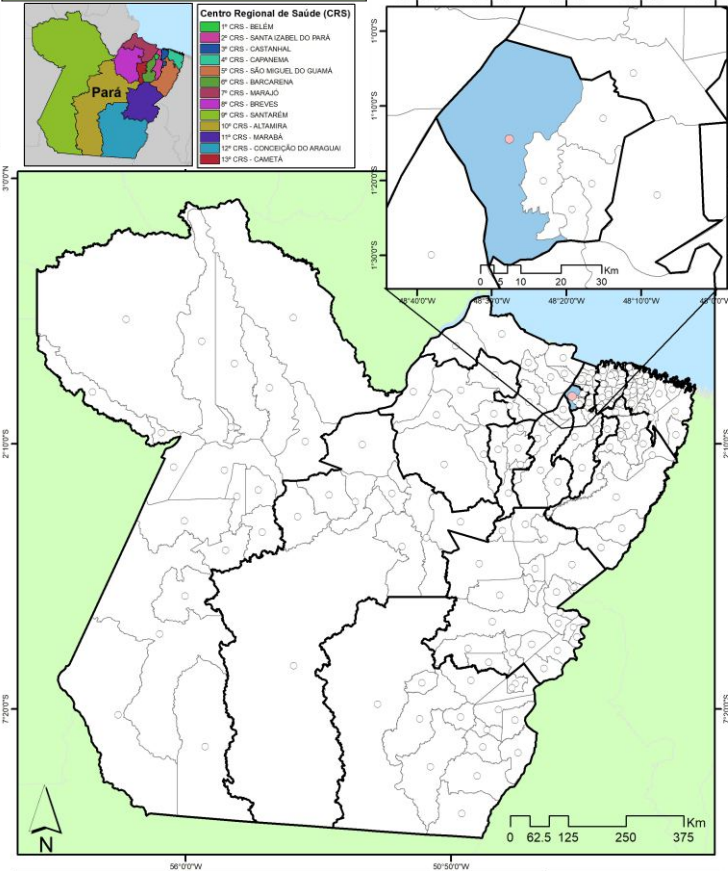 Centro Regional de Saúde (CRS)
1º CRS - BELÉM
2º CRS - SANTA IZABEL DO PARÁ
3º CRS - CASTANHAL
4º CRS - CAPANEMA
5º CRS - SÃO MIGUEL DO GUAMÁ
6º CRS - BARCARENA
7º CRS - MARAJÓ
8º CRS - BREVES
9º CRS - SANTARÉM
10º CRS - ALTAMIRA
11º CRS - MARABÁ
12º CRS - CONCEIÇÃO DO ARAGUAI
13º CRS - CAMETÁ
Pará
1°0'0"S
1°10'0"S
1°20'0"S
1°30'0"S
0 5 10 20 30 Km
48°40'0"W 48°30'0"W 48°20'0"W 48°10'0"W 48°0'0"W
3°0'0"N
2°10'0"S
2°10'0"S
7°20'0"S
7°20'0"S
N
0 62.5 125 250 375 Km
56°0'0"W 50°50'0"W